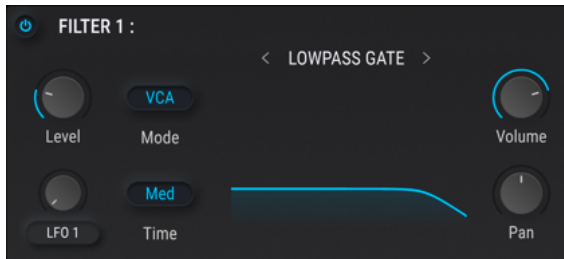 FILTER 1 :
< LOWPASS GATE >
Level
VCA
Mode
Volume
LFO 1
Med
Time
Pan